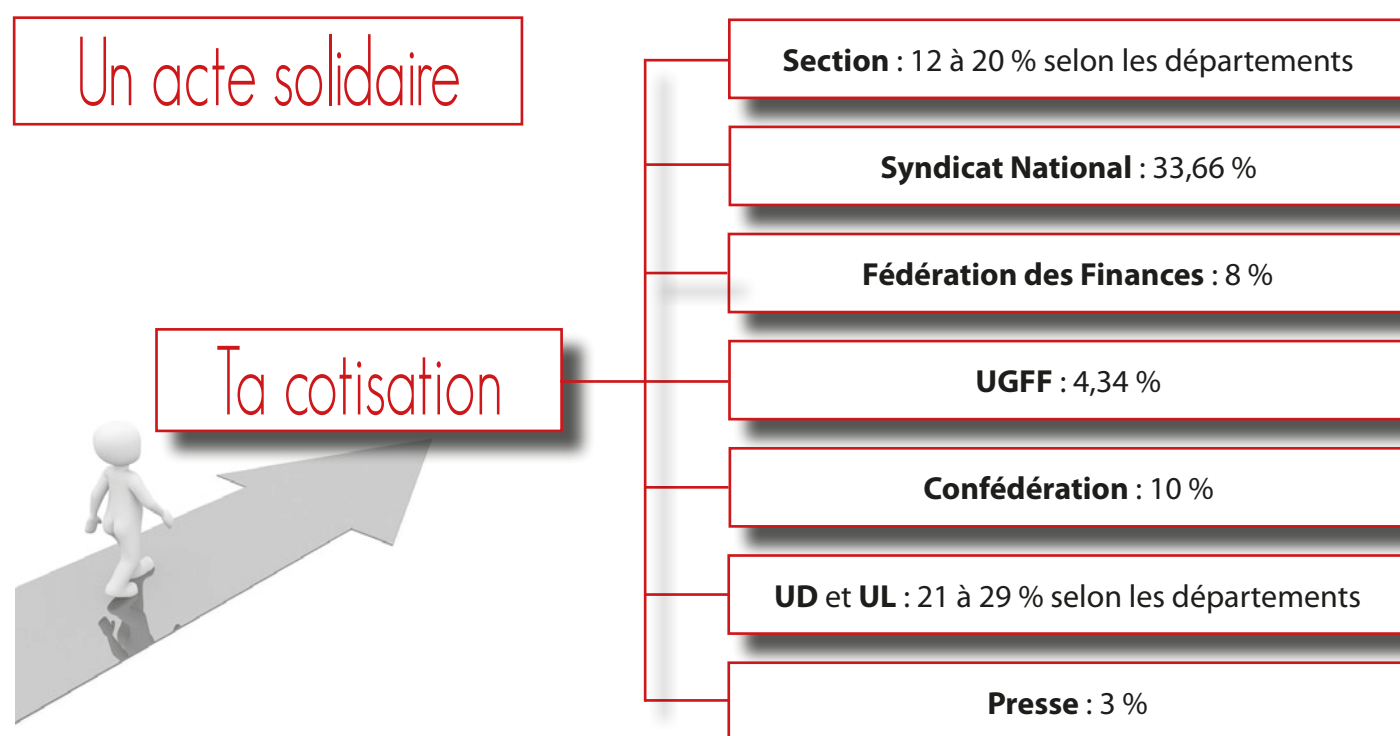 Un acte solidaire
Ta cotisation
Section : 12 à 20 % selon les départements
Syndicat National : 33,66 %
Fédération des Finances : 8 %
UGFF : 4,34 %
Confédération : 10 %
UD et UL : 21 à 29 % selon les départements
Presse : 3 %